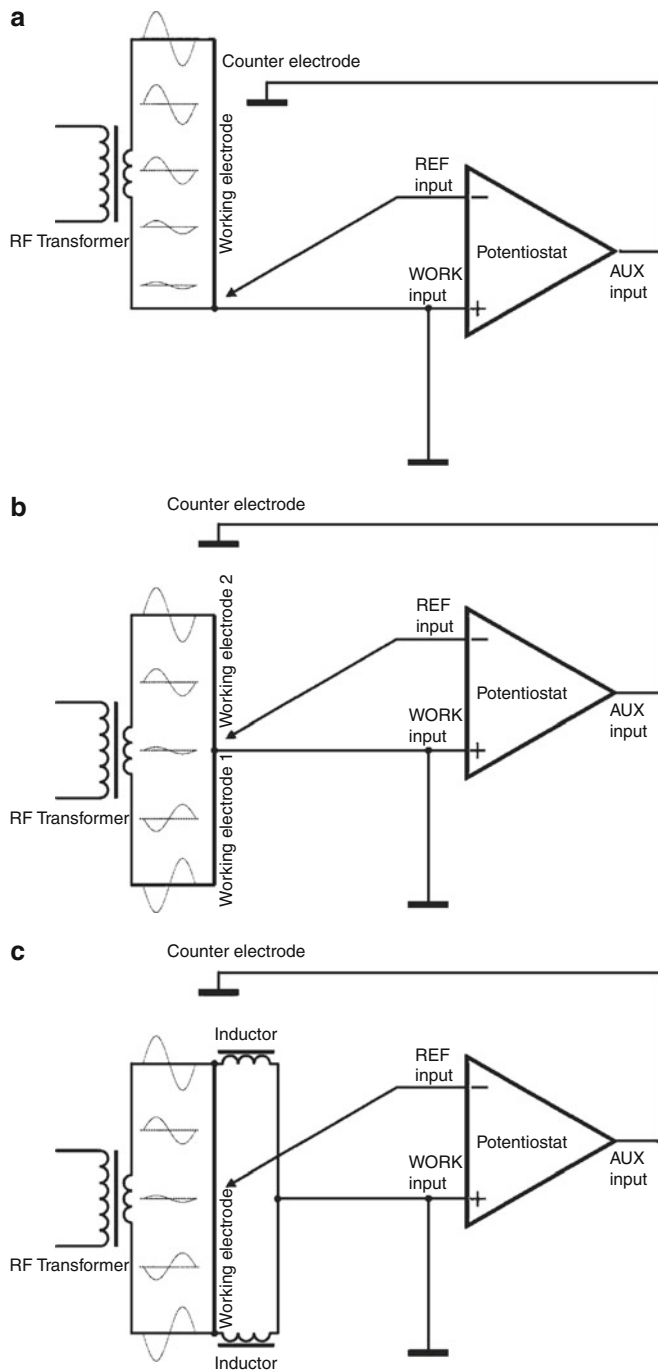 a
Counter electrode
Working electrode
RF Transformer
REF
input
WORK
input
−
+
Potentiostat
AUX
input
b
Counter electrode
Working electrode 2
Working electrode 1
RF Transformer
REF
input
WORK
input
−
+
Potentiostat
AUX
input
c
Counter electrode
Inductor
Working electrode
RF Transformer
Inductor
REF
input
WORK
input
−
+
Potentiostat
AUX
input